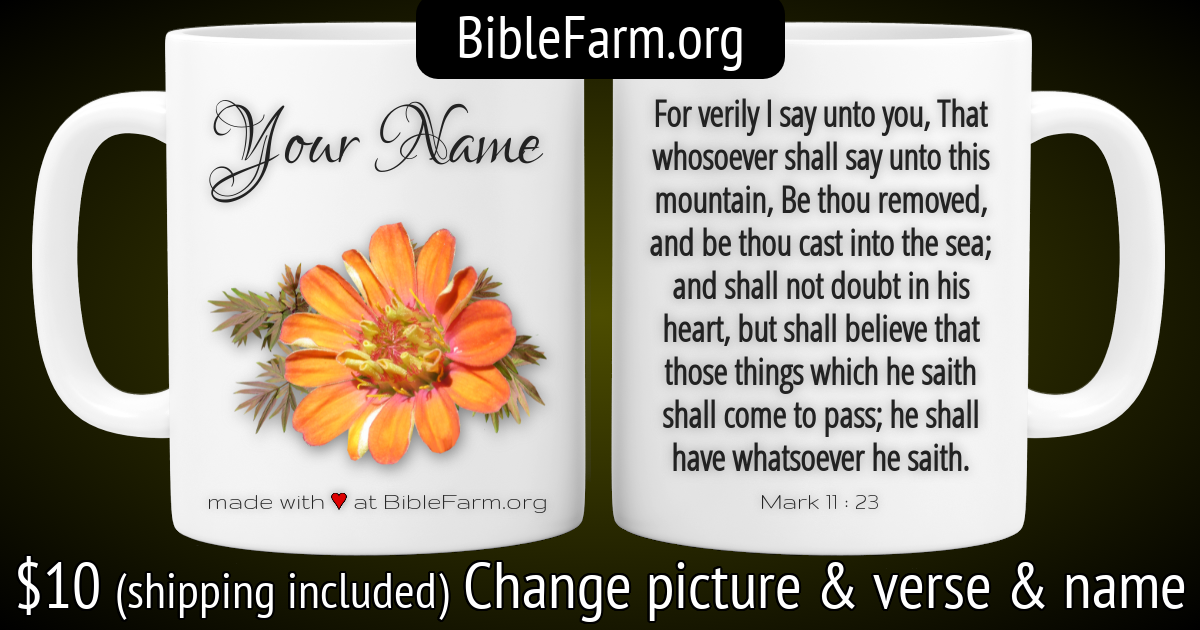 BibleFarm.org
Your Name
made with ♥ at BibleFarm.org
For verily I say unto you, That
whosoever shall say unto this
mountain, Be thou removed,
and be thou cast into the sea;
and shall not doubt in his
heart, but shall believe that
those things which he saith
shall come to pass; he shall
have whatsoever he saith.
Mark 11 : 23
$10 (shipping included) Change picture & verse & name